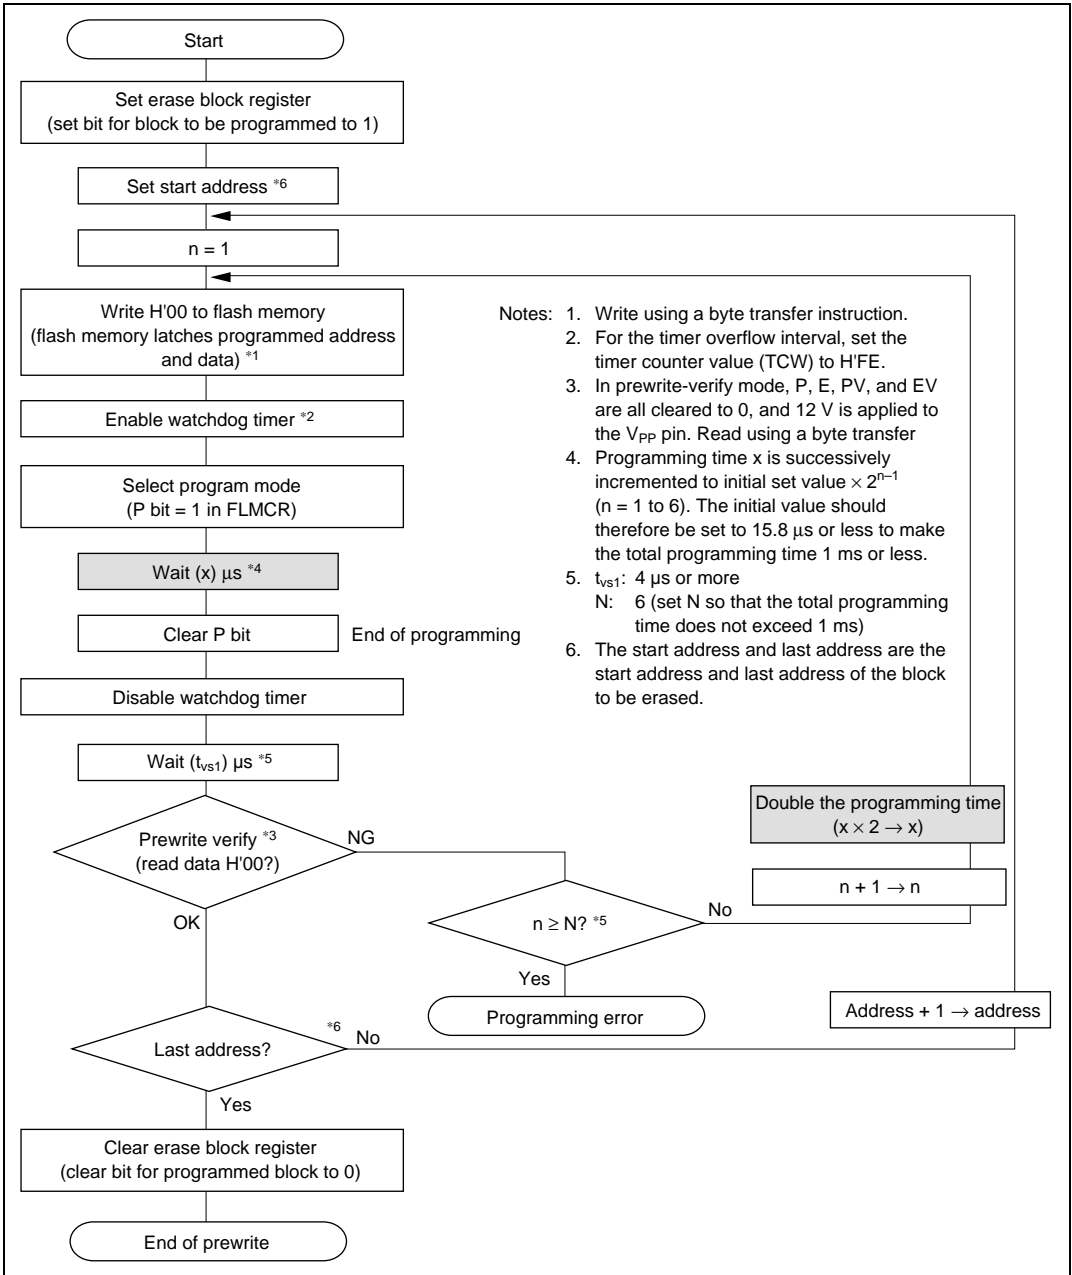 Start
Set erase block register
(set bit for block to be programmed to 1)
Set start address *6
n = 1
Write H'00 to flash memory
(flash memory latches programmed address
and data) *1
Enable watchdog timer *2
Select program mode
(P bit = 1 in FLMCR)
Wait (x) µs *4
Clear P bit
End of programming
Disable watchdog timer
Wait (tvs1) µs *5
Prewrite verify *3
(read data H'00?)
NG
OK
n ≥ N? *5
No
Yes
Programming error
Double the programming time
(x × 2 → x)
n + 1 → n
Address + 1 → address
*6
Last address?
No
Yes
Clear erase block register
(clear bit for programmed block to 0)
End of prewrite
Notes: 1. Write using a byte transfer instruction.
2. For the timer overflow interval, set the
timer counter value (TCW) to H'FE.
3. In prewrite-verify mode, P, E, PV, and EV
are all cleared to 0, and 12 V is applied to
the VPP pin. Read using a byte transfer
4. Programming time x is successively
incremented to initial set value × 2^n–1
(n = 1 to 6). The initial value should
therefore be set to 15.8 µs or less to make
the total programming time 1 ms or less.
5. tvs1: 4 µs or more
N: 6 (set N so that the total programming
time does not exceed 1 ms)
6. The start address and last address are the
start address and last address of the block
to be erased.